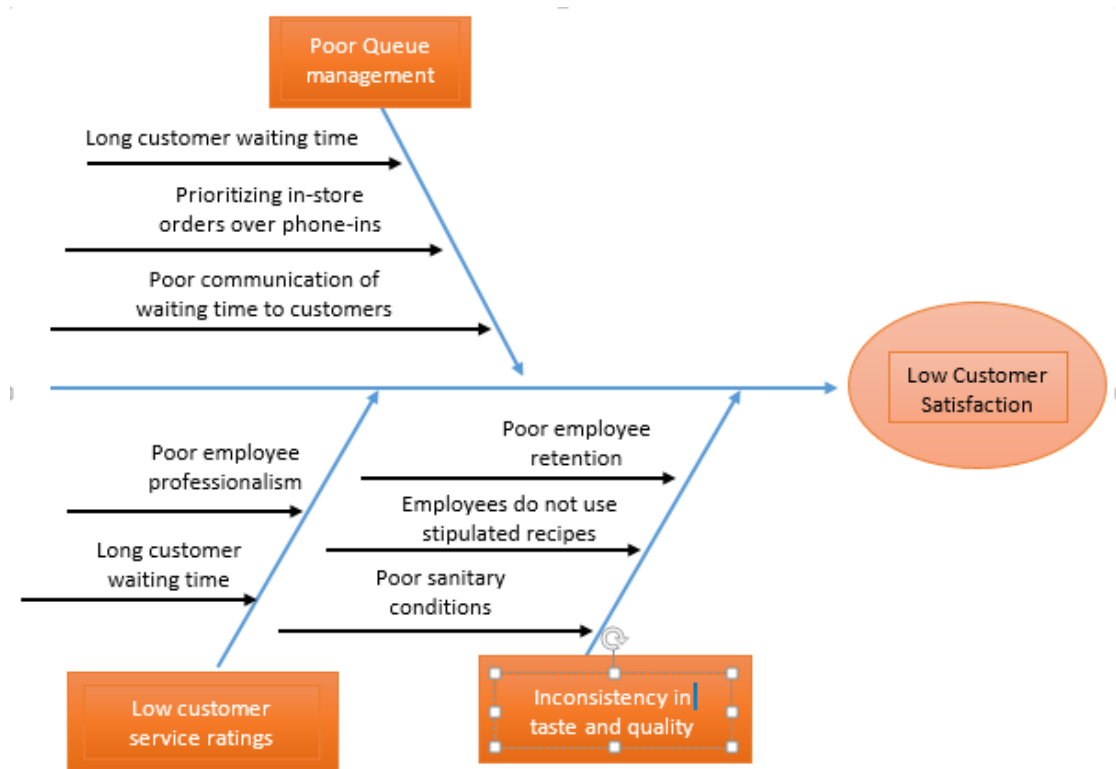 Poor Queue
management
Long customer waiting time
Prioritizing in-store
orders over phone-ins
Poor communication of
waiting time to customers
Low Customer
Satisfaction
Poor employee
professionalism
Long customer
waiting time
Poor employee
retention
Employees do not use
stipulated recipes
Poor sanitary
conditions
Low customer
service ratings
Inconsistency in
taste and quality